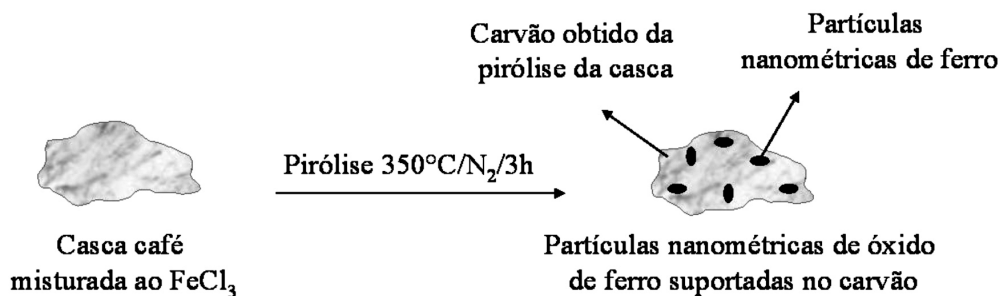 Carvão obtido da
pirólise da casca
Partículas
nanométricas de ferro
Pirólise 350°C/N₂/3h
Casca café
misturada ao FeCl₃
Partículas nanométricas de óxido
de ferro suportadas no carvão